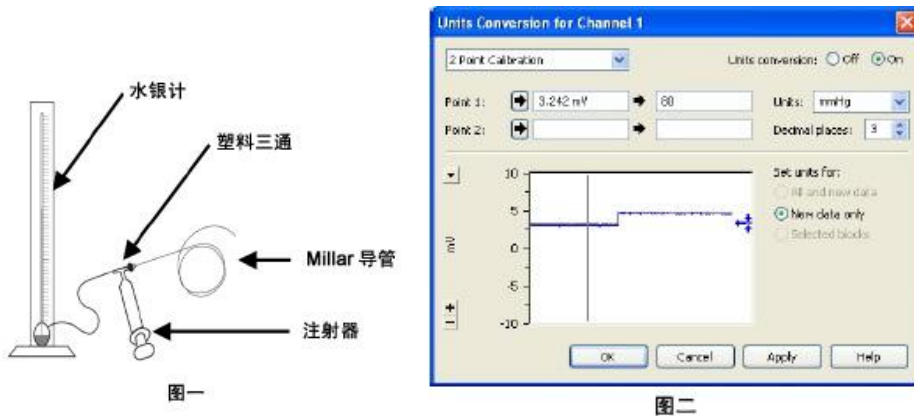 水银计
塑料三通
Millar 导管
注射器
图一
Units Conversion for Channel 1
2 Point Calibration
Units conversion: Off On
Point 1: 3.242 mV 80 Units: mmHg
Point 2: Decimal places: 3
10
5
0
-5
-10
mV
+
−
Set units for:
All and new data
New data only
Selected blocks
OK Cancel Apply Help
图二